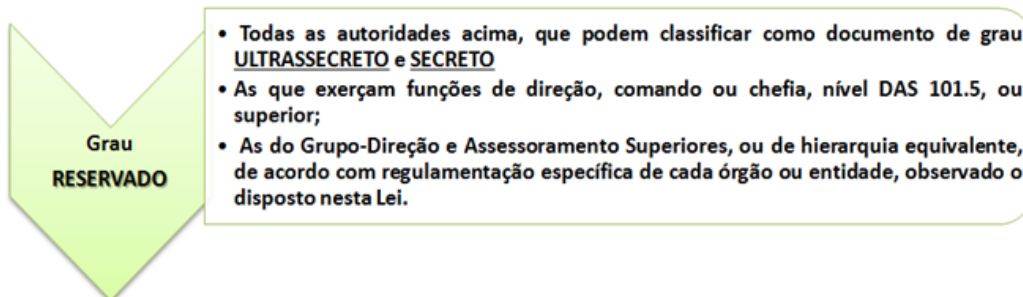 Grau
RESERVADO
• Todas as autoridades acima, que podem classificar como documento de grau
ULTRASSECRETO e SECRETO
• As que exerçam funções de direção, comando ou chefia, nível DAS 101.5, ou
superior;
• As do Grupo-Direção e Assessoramento Superiores, ou de hierarquia equivalente,
de acordo com regulamentação específica de cada órgão ou entidade, observado o
disposto nesta Lei.